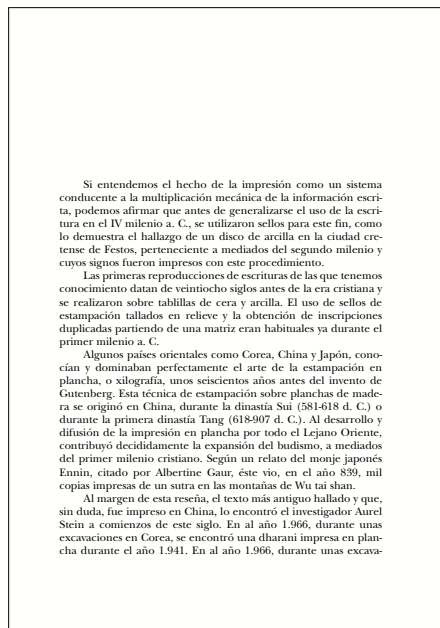 Si entendemos el hecho de la impresión como un sistema
conducente a la multiplicación mecánica de la información escri-
ta, podemos afirmar que antes de generalizarse el uso de la escri-
tura en el IV milenio a. C., se utilizaron sellos para este fin, como
lo demuestra el hallazgo de un disco de arcilla en la ciudad cre-
tense de Festos, perteneciente a mediados del segundo milenio y
cuyos signos fueron impresos con este procedimiento.
Las primeras reproducciones de escrituras de las que tenemos
conocimiento datan de veintiocho siglos antes de la era cristiana y
se realizaron sobre tablillas de cera y arcilla. El uso de sellos de
estampación tallados en relieve y la obtención de inscripciones
duplicadas partiendo de una matriz eran habituales ya durante el
primer milenio a. C.
Algunos países orientales como Corea, China y Japón, cono-
cían y dominaban perfectamente el arte de la estampación en
plancha, o xilografía, unos seiscientos años antes del invento de
Gutenberg. Esta técnica de estampación sobre planchas de made-
ra se originó en China, durante la dinastía Sui (581-618 d. C.) o
durante la primera dinastía Tang (618-907 d. C.). Al desarrollo y
difusión de la impresión en plancha por todo el Lejano Oriente,
contribuyó decididamente la expansión del budismo, a mediados
del primer milenio cristiano. Según un relato del monje japonés
Ennin, citado por Albertine Gaur, éste vio, en el año 839, mil
copias impresas de un sutra en las montañas de Wu tai shan.
Al margen de esta reseña, el texto más antiguo hallado y que,
sin duda, fue impreso en China, lo encontró el investigador Aurel
Stein a comienzos de este siglo. En al año 1.966, durante unas
excavaciones en Corea, se encontró una dharani impresa en plan-
cha durante el año 1.941. En al año 1.966, durante unas excava-